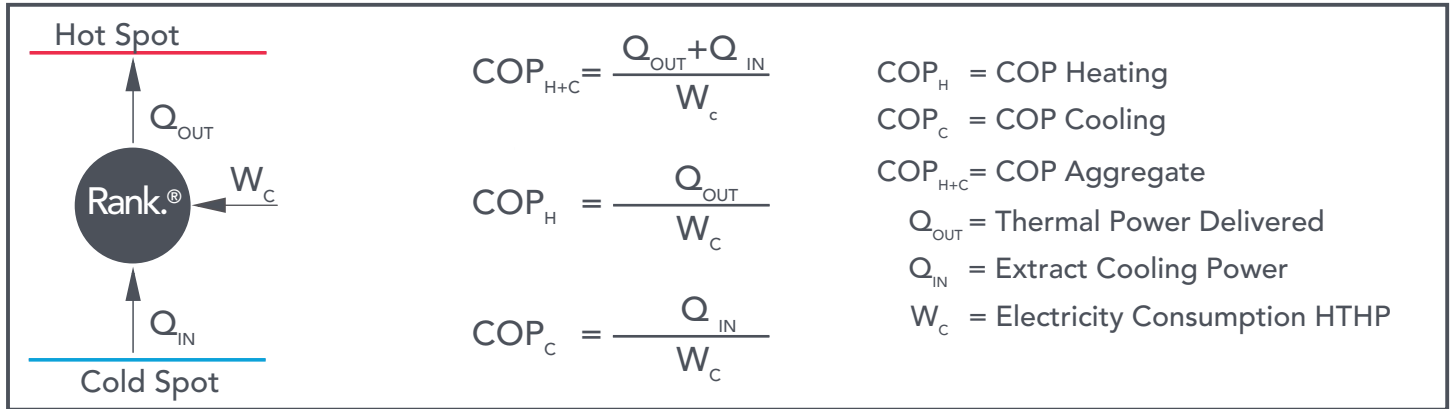 Hot Spot
Q_OUT
Rank.®
W_C
Q_IN
Cold Spot
COP_H+C = Q_OUT+Q_IN / W_c
COP_H = Q_OUT / W_C
COP_C = Q_IN / W_C
COP_H = COP Heating
COP_C = COP Cooling
COP_H+C = COP Aggregate
Q_OUT = Thermal Power Delivered
Q_IN = Extract Cooling Power
W_C = Electricity Consumption HTHP